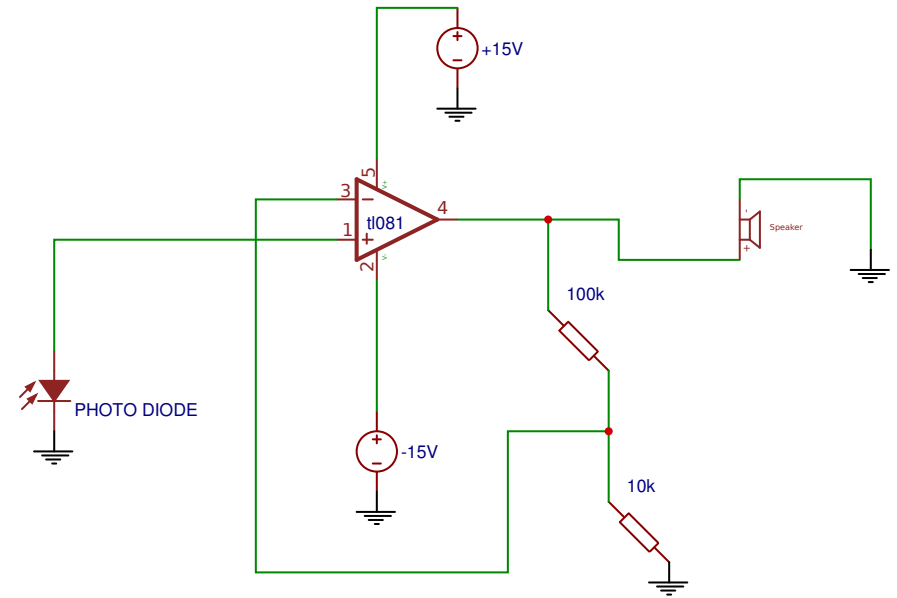 +15V
5
V+
3
4
-
tl081
1
+
2
V-
Speaker
-
+
100k
PHOTO DIODE
-15V
10k